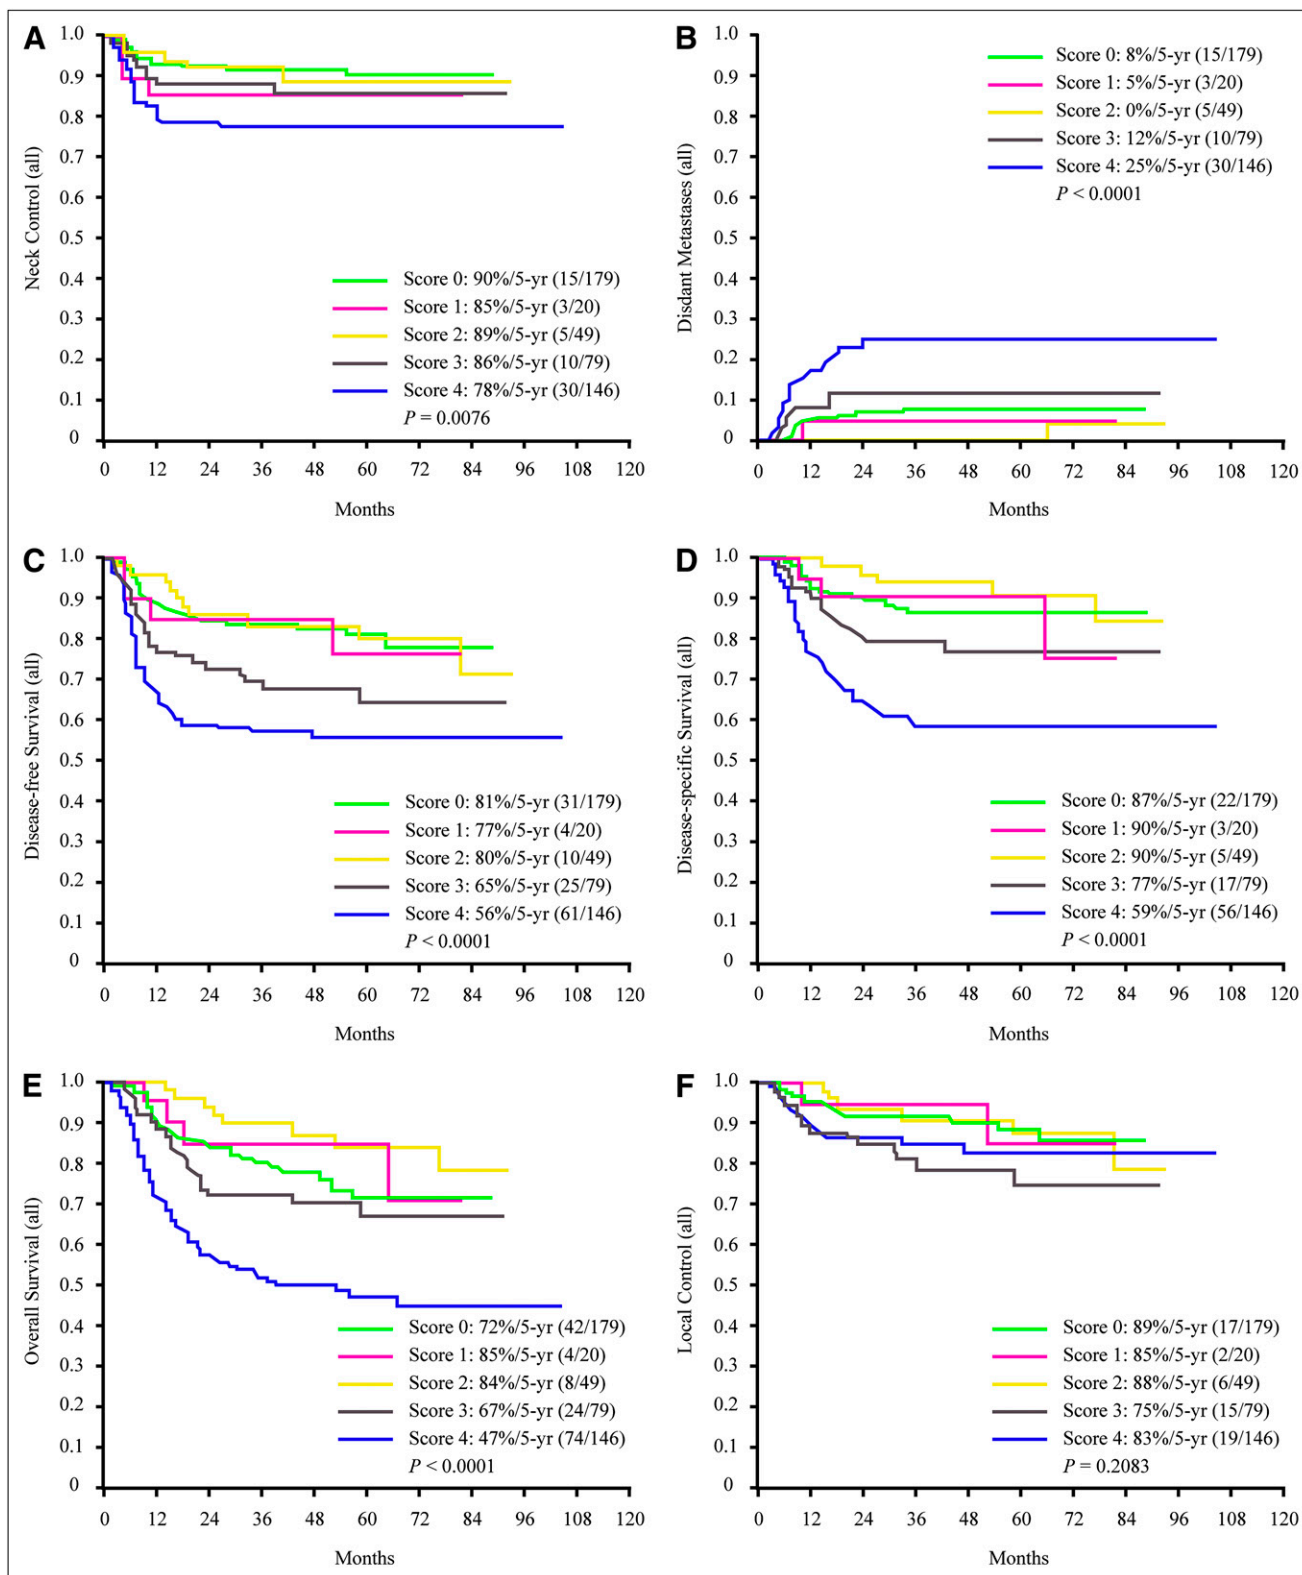 A
Neck Control (all)
1.0
0.9
0.8
0.7
0.6
0.5
0.4
0.3
0.2
0.1
0
Score 0: 90%/5-yr (15/179)
Score 1: 85%/5-yr (3/20)
Score 2: 89%/5-yr (5/49)
Score 3: 86%/5-yr (10/79)
Score 4: 78%/5-yr (30/146)
P = 0.0076
0 12 24 36 48 60 72 84 96 108 120
Months
B
Disdant Metastases (all)
1.0
0.9
0.8
0.7
0.6
0.5
0.4
0.3
0.2
0.1
0
Score 0: 8%/5-yr (15/179)
Score 1: 5%/5-yr (3/20)
Score 2: 0%/5-yr (5/49)
Score 3: 12%/5-yr (10/79)
Score 4: 25%/5-yr (30/146)
P < 0.0001
0 12 24 36 48 60 72 84 96 108 120
Months
C
Disease-free Survival (all)
1.0
0.9
0.8
0.7
0.6
0.5
0.4
0.3
0.2
0.1
0
Score 0: 81%/5-yr (31/179)
Score 1: 77%/5-yr (4/20)
Score 2: 80%/5-yr (10/49)
Score 3: 65%/5-yr (25/79)
Score 4: 56%/5-yr (61/146)
P < 0.0001
0 12 24 36 48 60 72 84 96 108 120
Months
D
Disease-specific Survival (all)
1.0
0.9
0.8
0.7
0.6
0.5
0.4
0.3
0.2
0.1
0
Score 0: 87%/5-yr (22/179)
Score 1: 90%/5-yr (3/20)
Score 2: 90%/5-yr (5/49)
Score 3: 77%/5-yr (17/79)
Score 4: 59%/5-yr (56/146)
P < 0.0001
0 12 24 36 48 60 72 84 96 108 120
Months
E
Overall Survival (all)
1.0
0.9
0.8
0.7
0.6
0.5
0.4
0.3
0.2
0.1
0
Score 0: 72%/5-yr (42/179)
Score 1: 85%/5-yr (4/20)
Score 2: 84%/5-yr (8/49)
Score 3: 67%/5-yr (24/79)
Score 4: 47%/5-yr (74/146)
P < 0.0001
0 12 24 36 48 60 72 84 96 108 120
Months
F
Local Control (all)
1.0
0.9
0.8
0.7
0.6
0.5
0.4
0.3
0.2
0.1
0
Score 0: 89%/5-yr (17/179)
Score 1: 85%/5-yr (2/20)
Score 2: 88%/5-yr (6/49)
Score 3: 75%/5-yr (15/79)
Score 4: 83%/5-yr (19/146)
P = 0.2083
0 12 24 36 48 60 72 84 96 108 120
Months